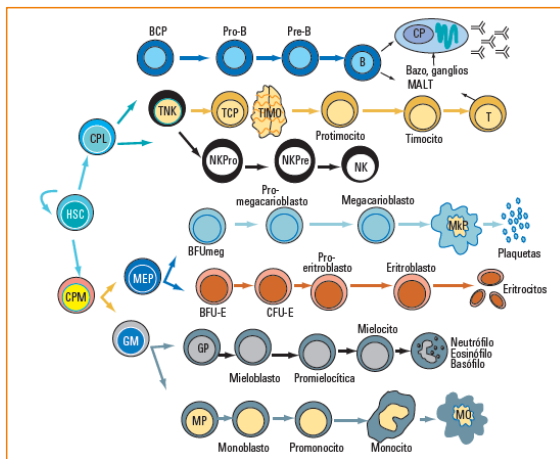 BCP
Pro-B
Pre-B
B
CP
Bazo, ganglios
MALT
TNK
TCP
TIMO
Protimocito
Timocito
T
CPL
NKPro
NKPre
NK
HSC
Pro-
megacarioblasto
Megacarioblasto
BFUmeg
MkB
Plaquetas
CPM
MEP
Pro-
eritroblasto
Eritroblasto
BFU-E
CFU-E
Eritrocitos
GM
GP
Mieloblasto
Promielocítica
Mielocito
Neutrófilo
Eosinófilo
Basófilo
MP
Monoblasto
Promonocito
Monocito
MO